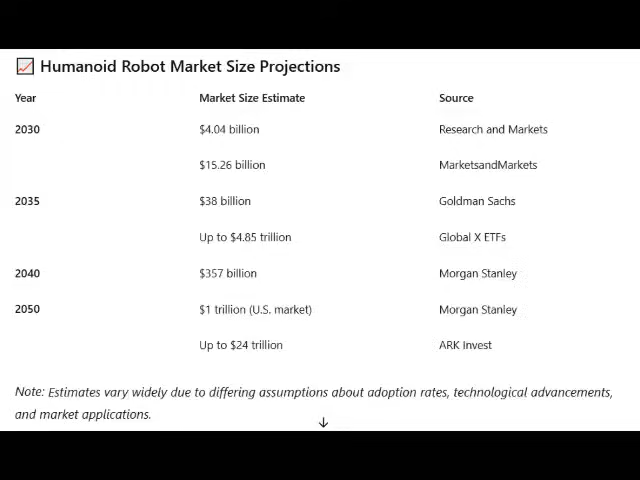 📈 Humanoid Robot Market Size Projections
Year Market Size Estimate Source
2030 $4.04 billion Research and Markets
$15.26 billion MarketsandMarkets
2035 $38 billion Goldman Sachs
Up to $4.85 trillion Global X ETFs
2040 $357 billion Morgan Stanley
2050 $1 trillion (U.S. market) Morgan Stanley
Up to $24 trillion ARK Invest
Note: Estimates vary widely due to differing assumptions about adoption rates, technological advancements,
and market applications.